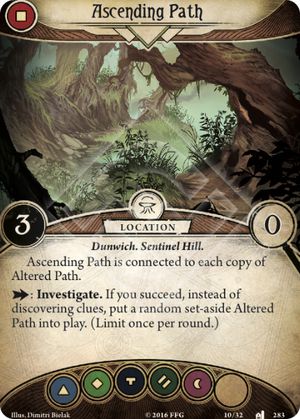 Ascending Path
3
LOCATION
0
Dunwich. Sentinel Hill.
Ascending Path is connected to each copy of
Altered Path.
: Investigate. If you succeed, instead of
discovering clues, put a random set-aside Altered
Path into play. (Limit once per round.)
Illus. Dimitri Bielak
© 2016 FFG
10/32
283